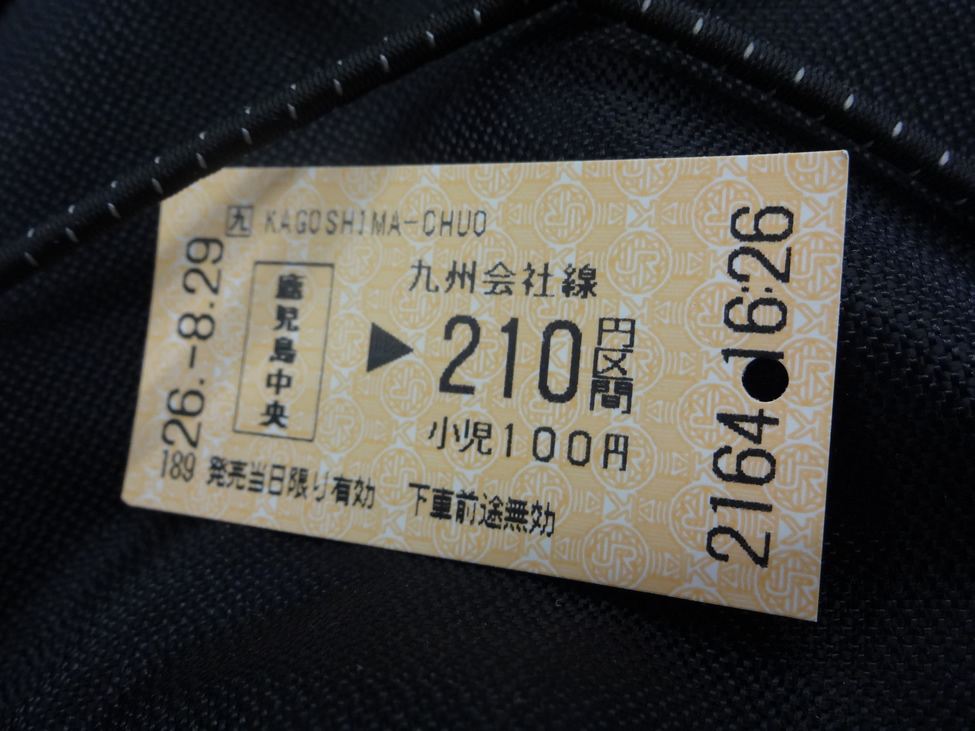 九 KAGOSHIMA-CHUO
九州会社線
鹿児島中央
▶210円区間
小児100円
26.-8.29
189 発売当日限り有効 下車前途無効
2164 16:26